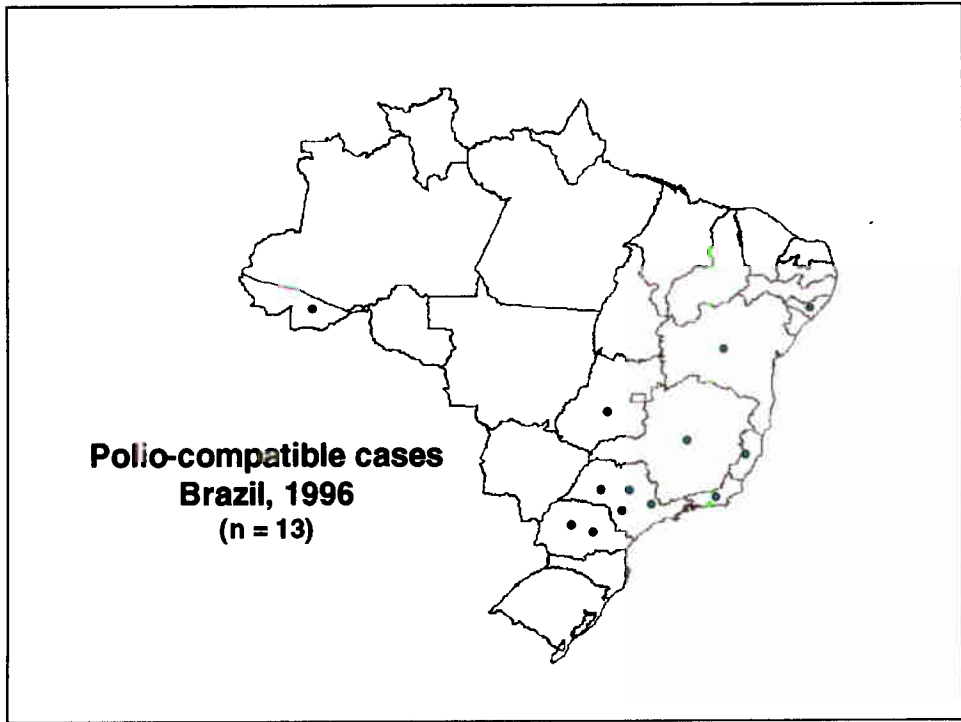 Polio-compatible cases
Brazil, 1996
(n = 13)